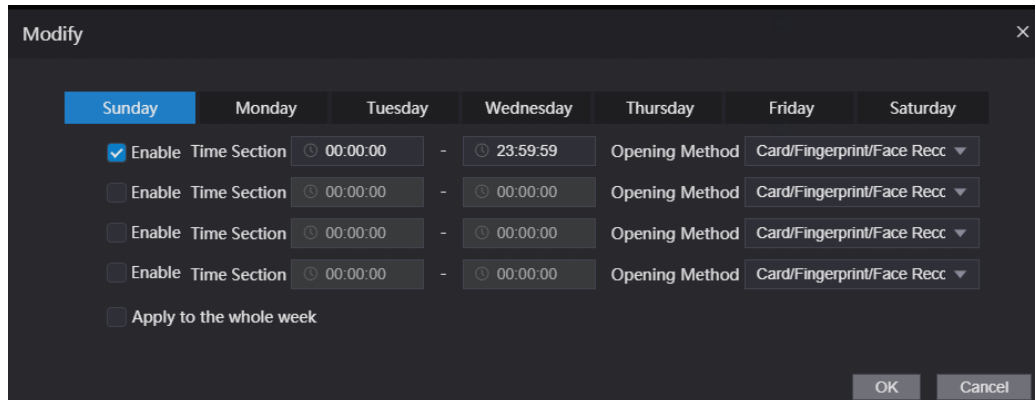 Modify
Sunday Monday Tuesday Wednesday Thursday Friday Saturday
Enable Time Section 00:00:00 - 23:59:59 Opening Method Card/Fingerprint/Face Recc
Enable Time Section 00:00:00 - 00:00:00 Opening Method Card/Fingerprint/Face Recc
Enable Time Section 00:00:00 - 00:00:00 Opening Method Card/Fingerprint/Face Recc
Enable Time Section 00:00:00 - 00:00:00 Opening Method Card/Fingerprint/Face Recc
Apply to the whole week
OK Cancel